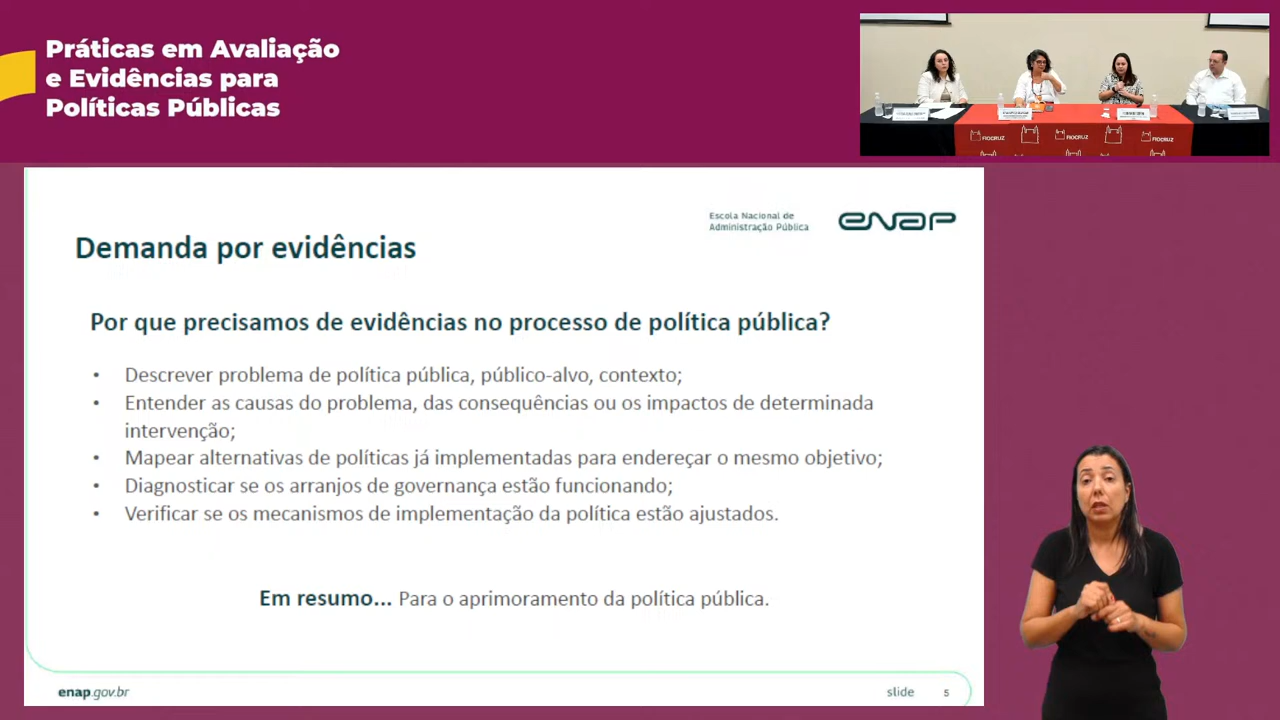 Práticas em Avaliação
e Evidências para
Políticas Públicas
FIOCRUZ
FIOCRUZ
FIOCRUZ
Escola Nacional de
Administração Pública
enap
Demanda por evidências
Por que precisamos de evidências no processo de política pública?
• Descrever problema de política pública, público-alvo, contexto;
• Entender as causas do problema, das consequências ou os impactos de determinada
intervenção;
• Mapear alternativas de políticas já implementadas para endereçar o mesmo objetivo;
• Diagnosticar se os arranjos de governança estão funcionando;
• Verificar se os mecanismos de implementação da política estão ajustados.
Em resumo... Para o aprimoramento da política pública.
enap.gov.br
slide 5